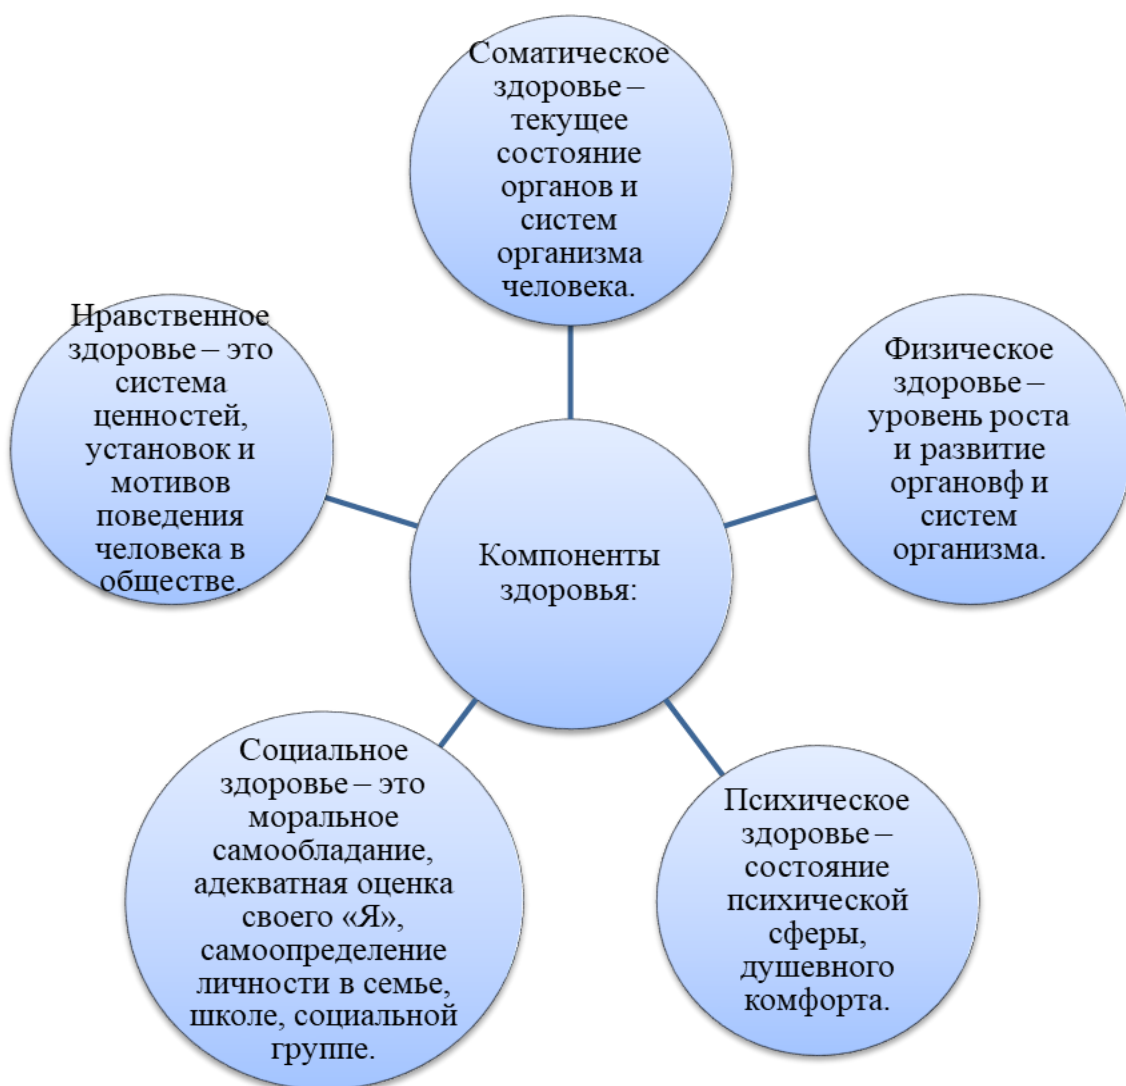 Соматическое
здоровье –
текущее
состояние
органов и
систем
организма
человека.
Физическое
здоровье –
уровень роста
и развитие
органовф и
систем
организма.
Психическое
здоровье –
состояние
психической
сферы,
душевного
комфорта.
Социальное
здоровье – это
моральное
самообладание,
адекватная оценка
своего «Я»,
самоопределение
личности в семье,
школе, социальной
группе.
Нравственное
здоровье – это
система
ценностей,
установок и
мотивов
поведения
человека в
обществе.
Компоненты
здоровья: